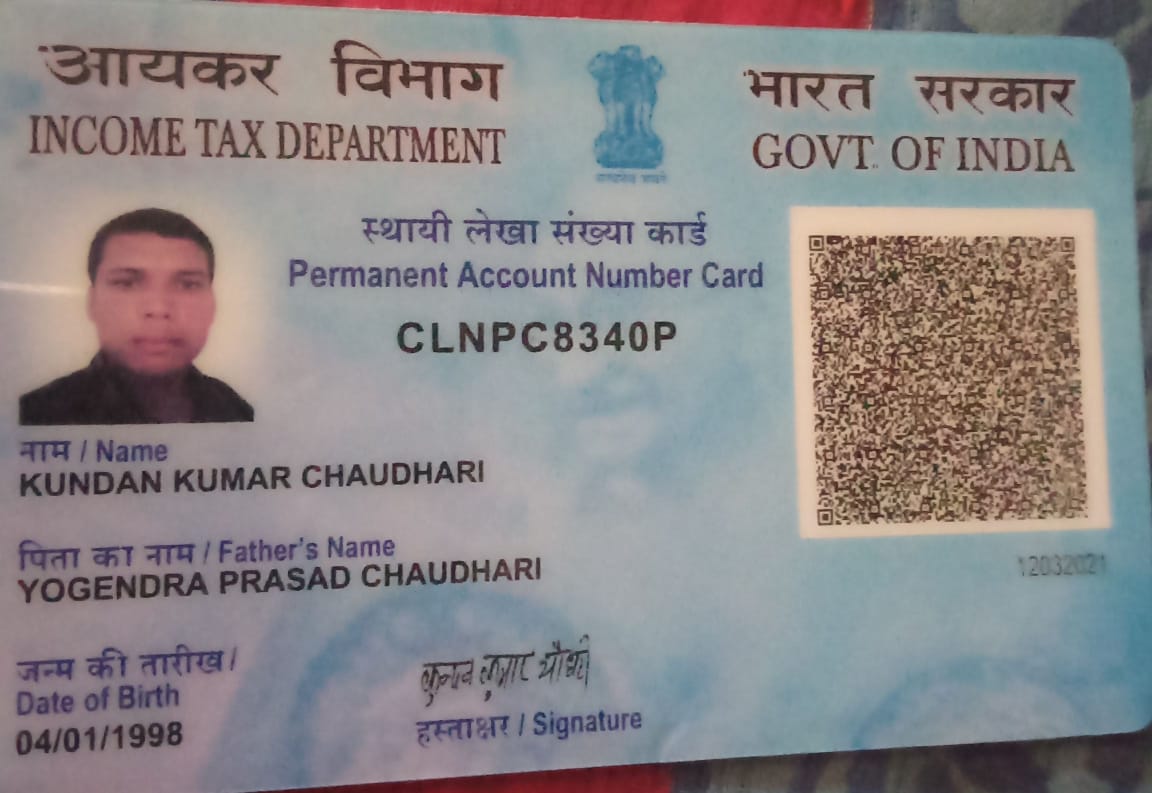 आयकर विभाग
INCOME TAX DEPARTMENT
भारत सरकार
GOVT. OF INDIA
सत्यमेव जयते
स्थायी लेखा संख्या कार्ड
Permanent Account Number Card
CLNPC8340P
नाम / Name
KUNDAN KUMAR CHAUDHARI
पिता का नाम / Father's Name
YOGENDRA PRASAD CHAUDHARI
12032021
जन्म की तारीख /
Date of Birth
04/01/1998
कुन्दन कुमार चौधरी
हस्ताक्षर / Signature